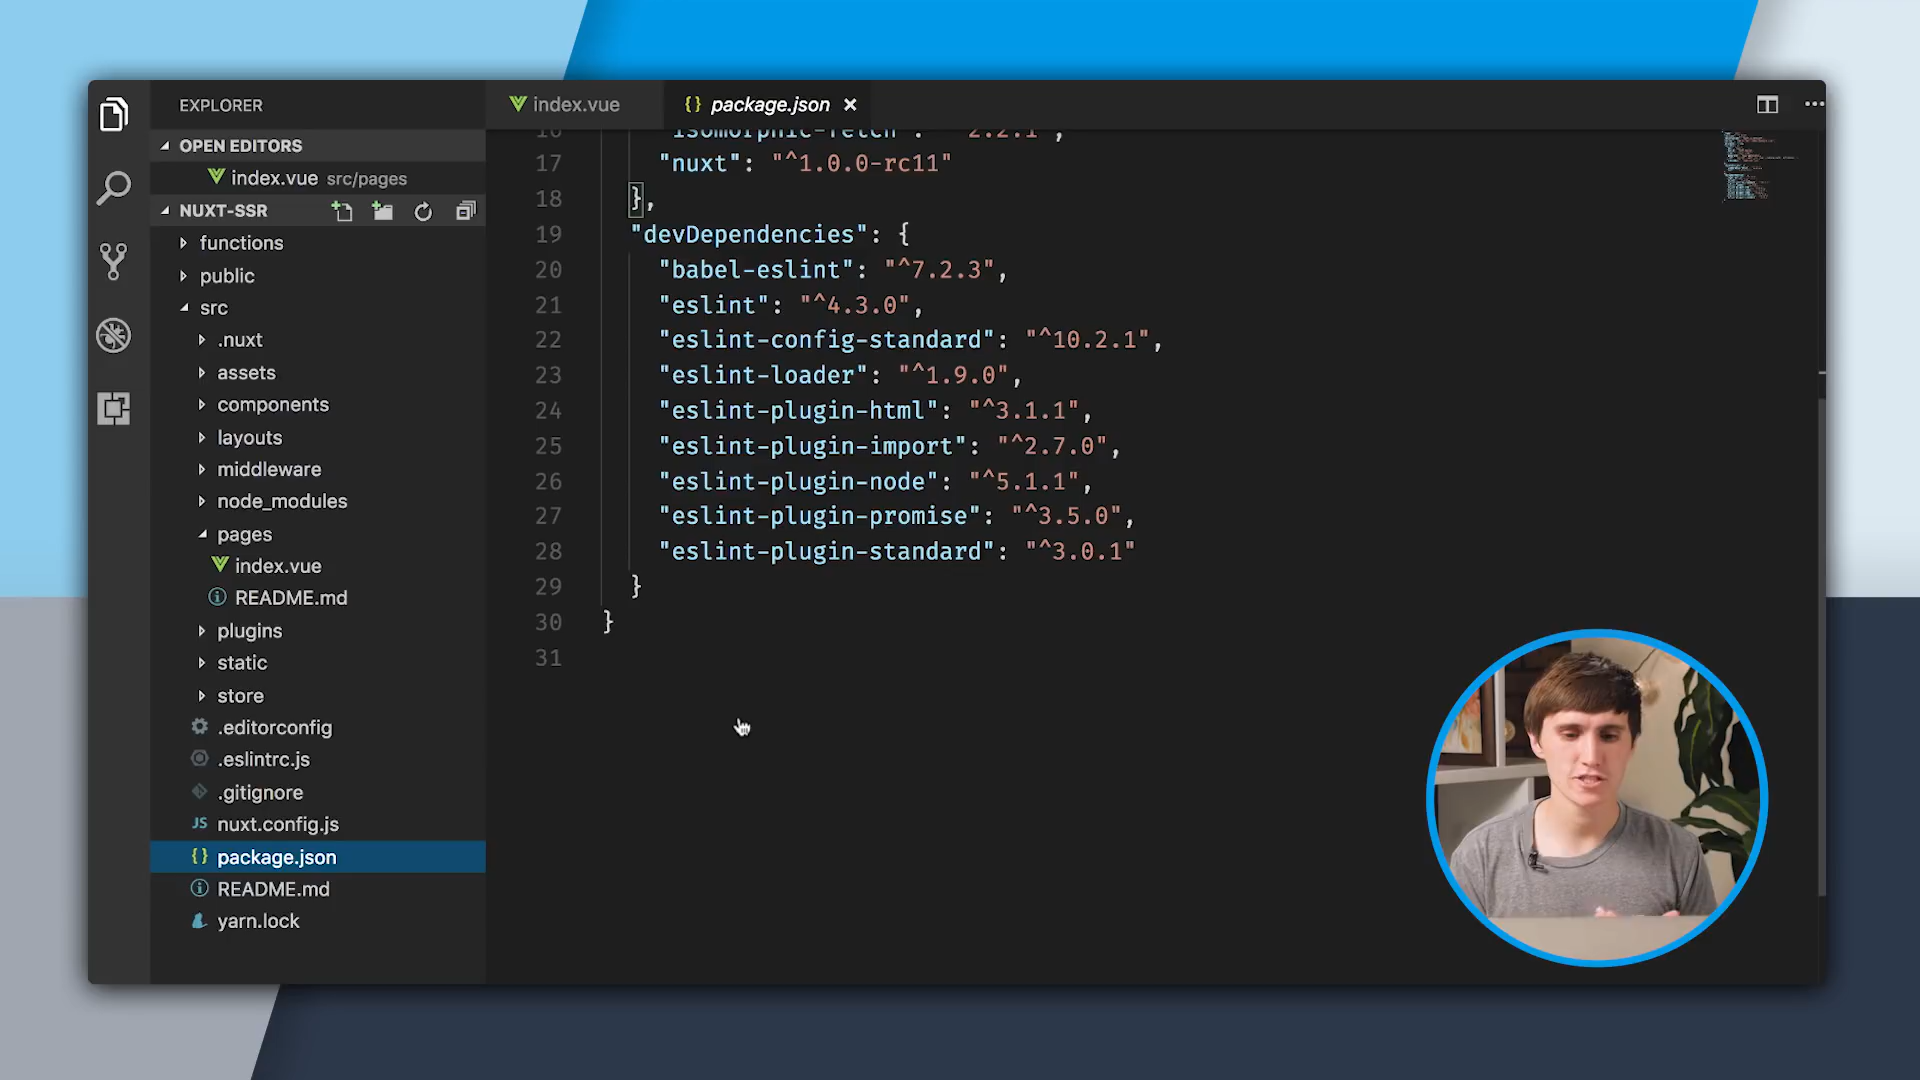 EXPLORER
OPEN EDITORS
index.vue src/pages
NUXT-SSR
functions
public
src
.nuxt
assets
components
layouts
middleware
node_modules
pages
index.vue
README.md
plugins
static
store
.editorconfig
.eslintrc.js
.gitignore
nuxt.config.js
package.json
README.md
yarn.lock
index.vue
package.json
16 "isomorphic-fetch": "^2.2.1",
17 "nuxt": "^1.0.0-rc11"
18 },
19 "devDependencies": {
20 "babel-eslint": "^7.2.3",
21 "eslint": "^4.3.0",
22 "eslint-config-standard": "^10.2.1",
23 "eslint-loader": "^1.9.0",
24 "eslint-plugin-html": "^3.1.1",
25 "eslint-plugin-import": "^2.7.0",
26 "eslint-plugin-node": "^5.1.1",
27 "eslint-plugin-promise": "^3.5.0",
28 "eslint-plugin-standard": "^3.0.1"
29 }
30 }
31